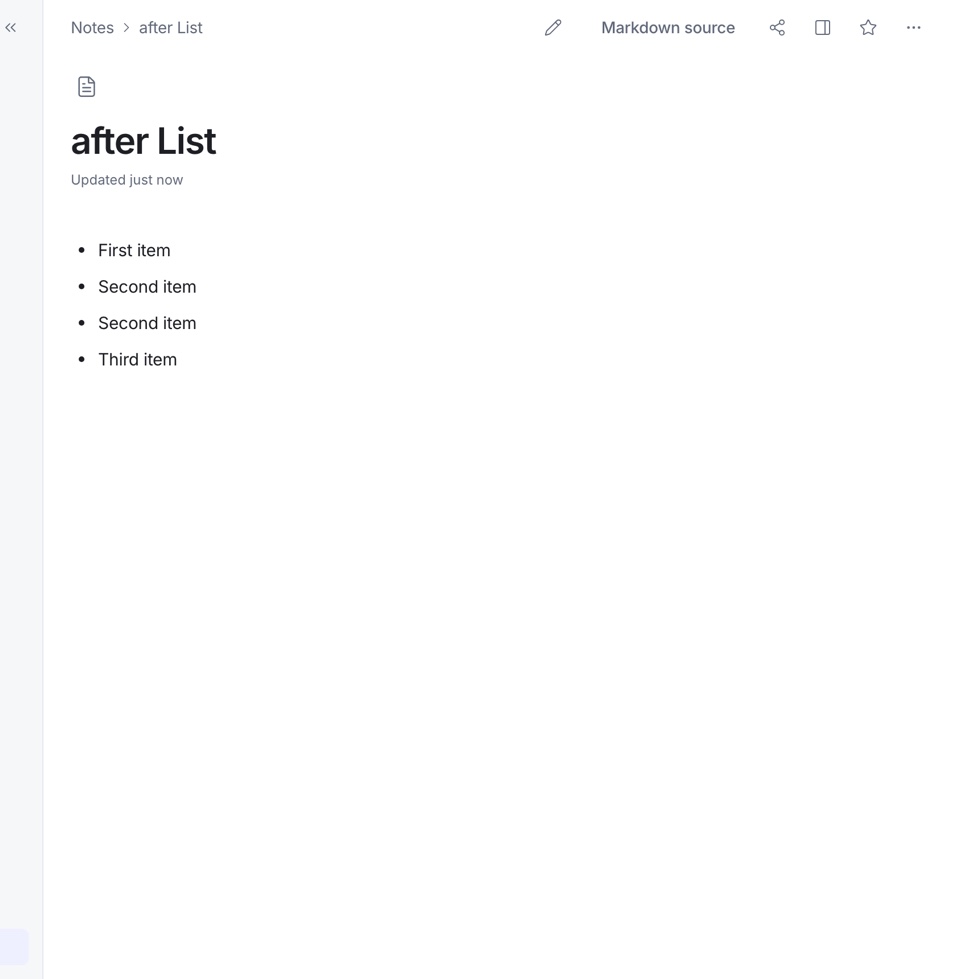 Notes > after List
Markdown source
after List
Updated just now
• First item
• Second item
• Second item
• Third item